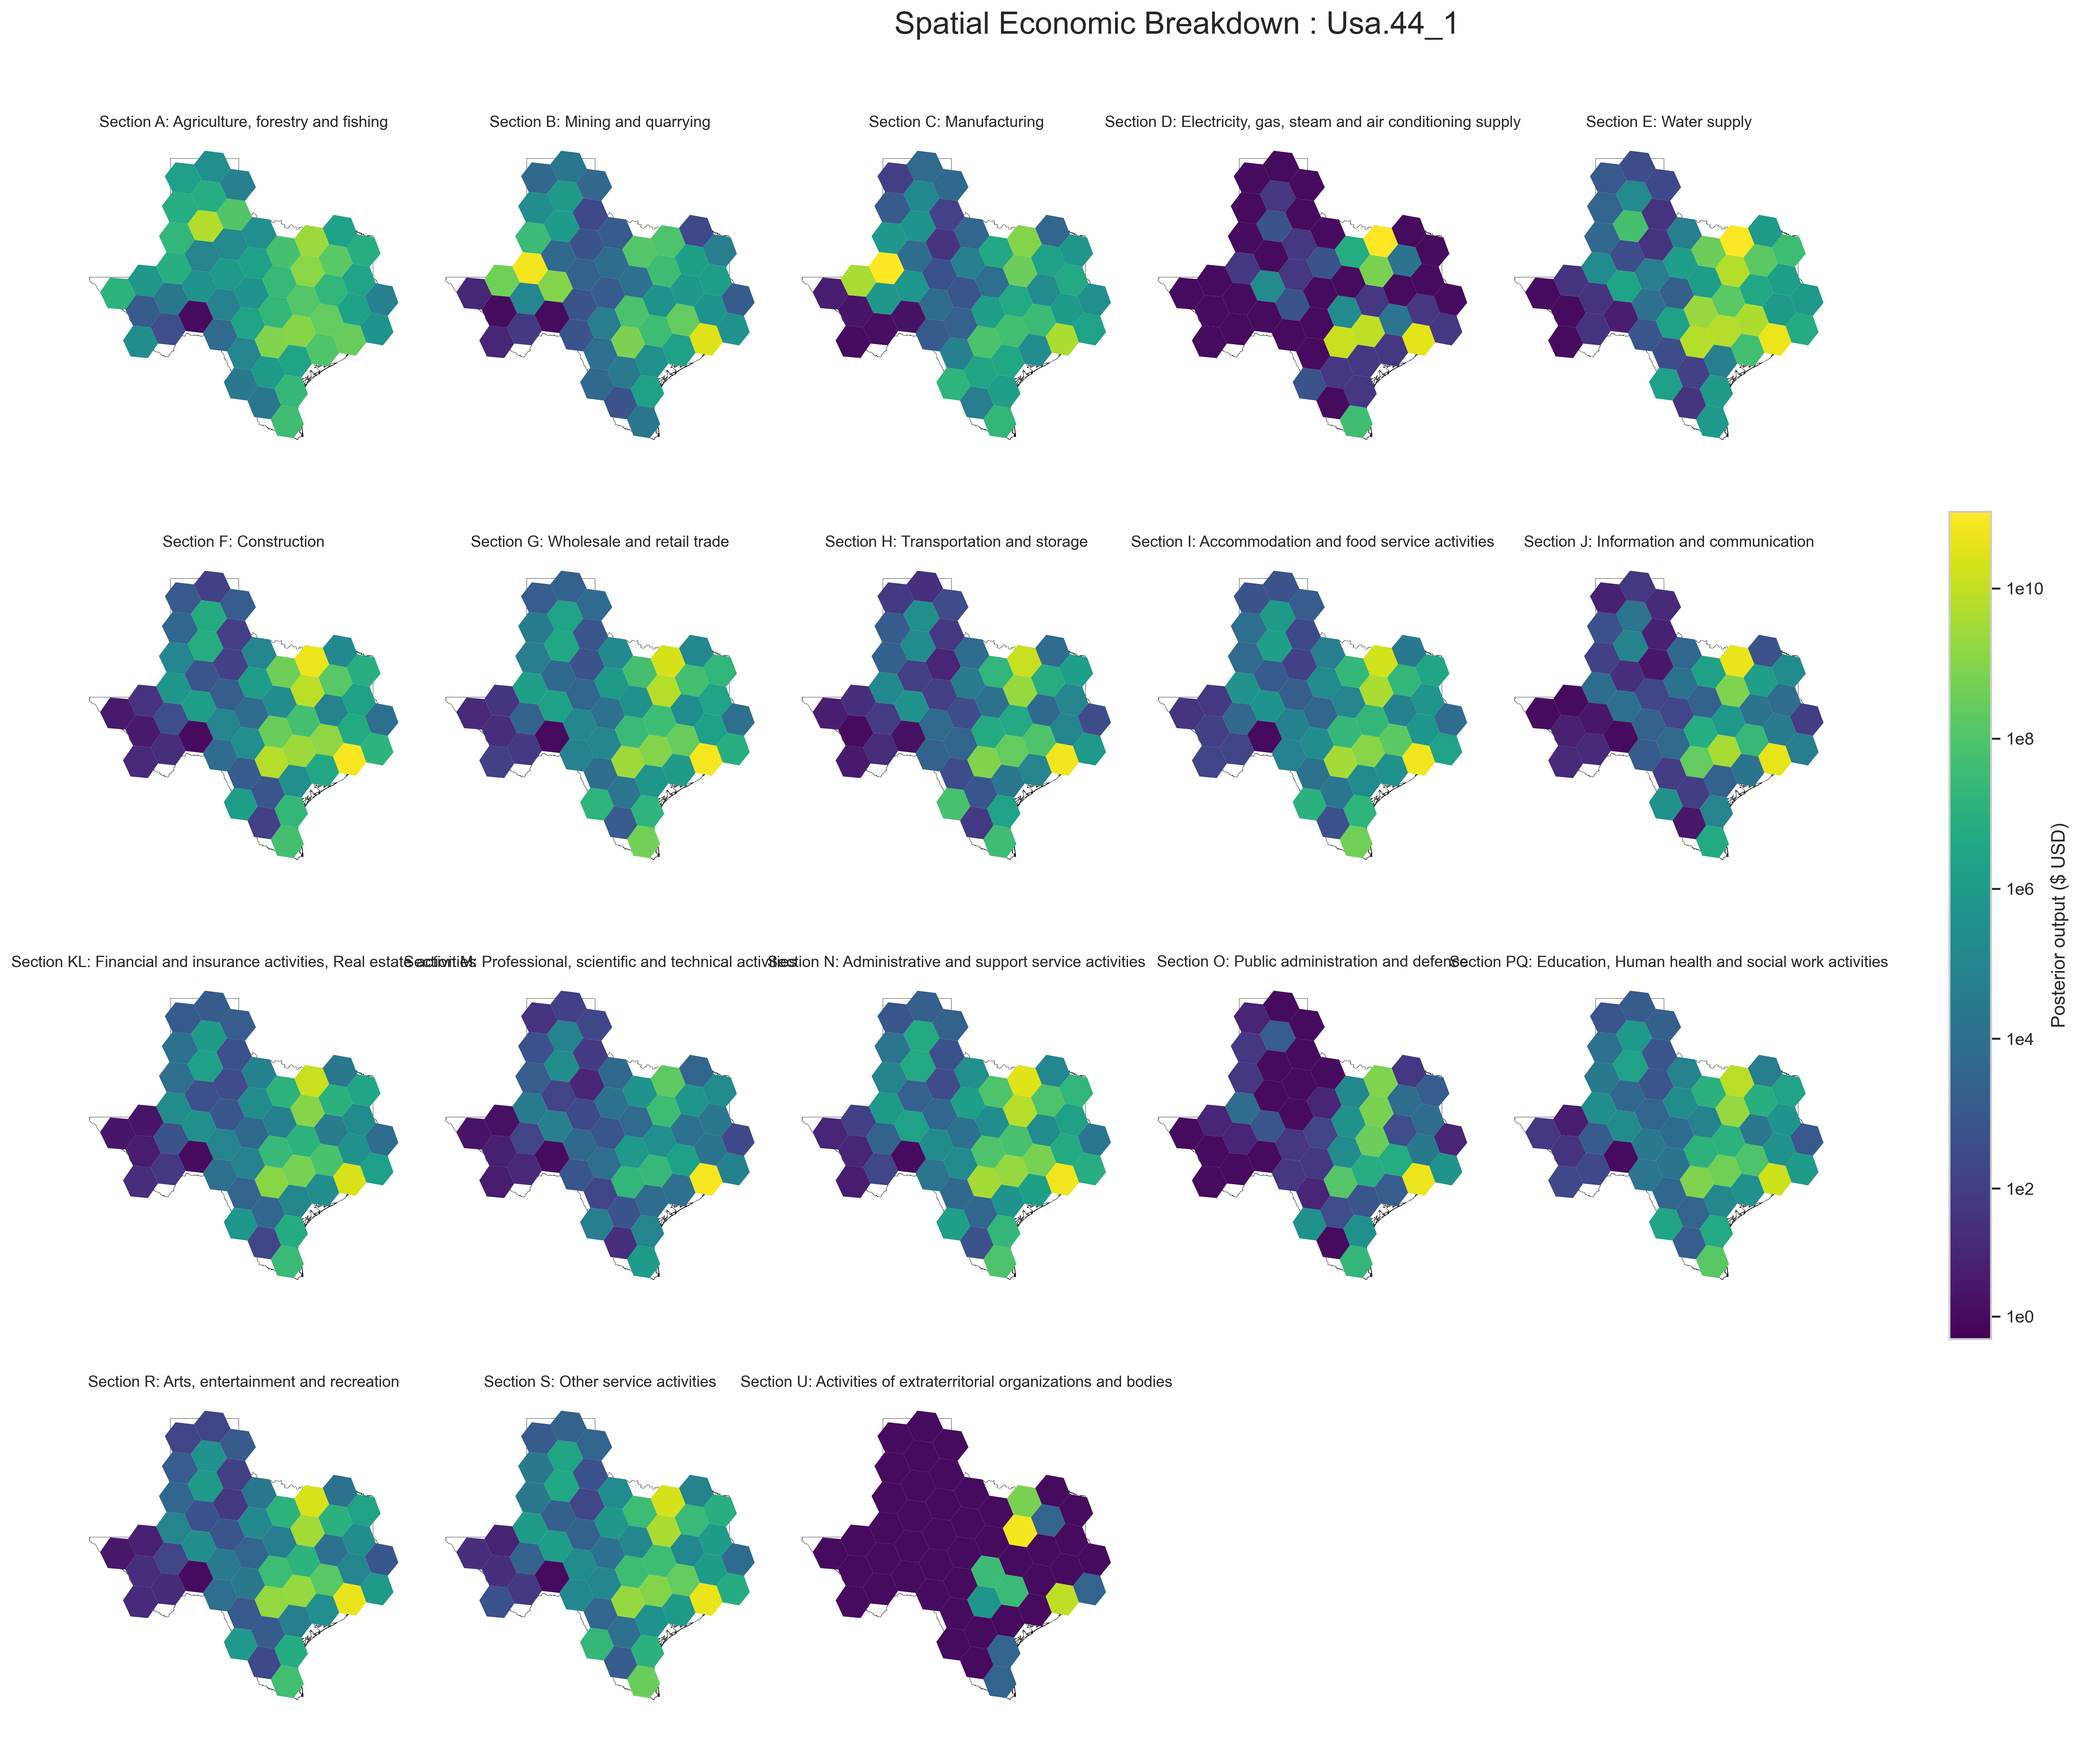 Spatial Economic Breakdown : Usa.44_1
Section A: Agriculture, forestry and fishing
Section B: Mining and quarrying
Section C: Manufacturing
Section D: Electricity, gas, steam and air conditioning supply
Section E: Water supply
Section F: Construction
Section G: Wholesale and retail trade
Section H: Transportation and storage
Section I: Accommodation and food service activities
Section J: Information and communication
Section KL: Financial and insurance activities, Real estate activities
Section M: Professional, scientific and technical activities
Section N: Administrative and support service activities
Section O: Public administration and defense
Section PQ: Education, Human health and social work activities
Section R: Arts, entertainment and recreation
Section S: Other service activities
Section U: Activities of extraterritorial organizations and bodies
1e10
1e8
1e6
1e4
1e2
1e0
Posterior output ($ USD)